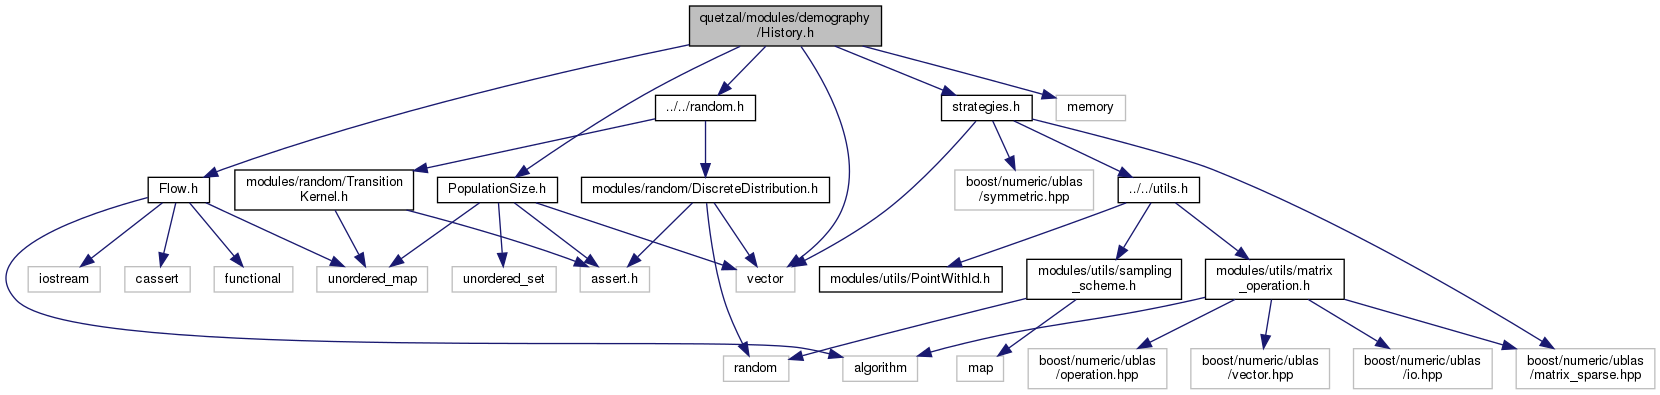 quetzal/modules/demography
/History.h
../../random.h
strategies.h
memory
Flow.h
modules/random/Transition
Kernel.h
PopulationSize.h
modules/random/DiscreteDistribution.h
boost/numeric/ublas
/symmetric.hpp
../../utils.h
iostream
cassert
functional
unordered_map
unordered_set
assert.h
vector
modules/utils/PointWithId.h
modules/utils/sampling
_scheme.h
modules/utils/matrix
_operation.h
random
algorithm
map
boost/numeric/ublas
/operation.hpp
boost/numeric/ublas
/vector.hpp
boost/numeric/ublas
/io.hpp
boost/numeric/ublas
/matrix_sparse.hpp